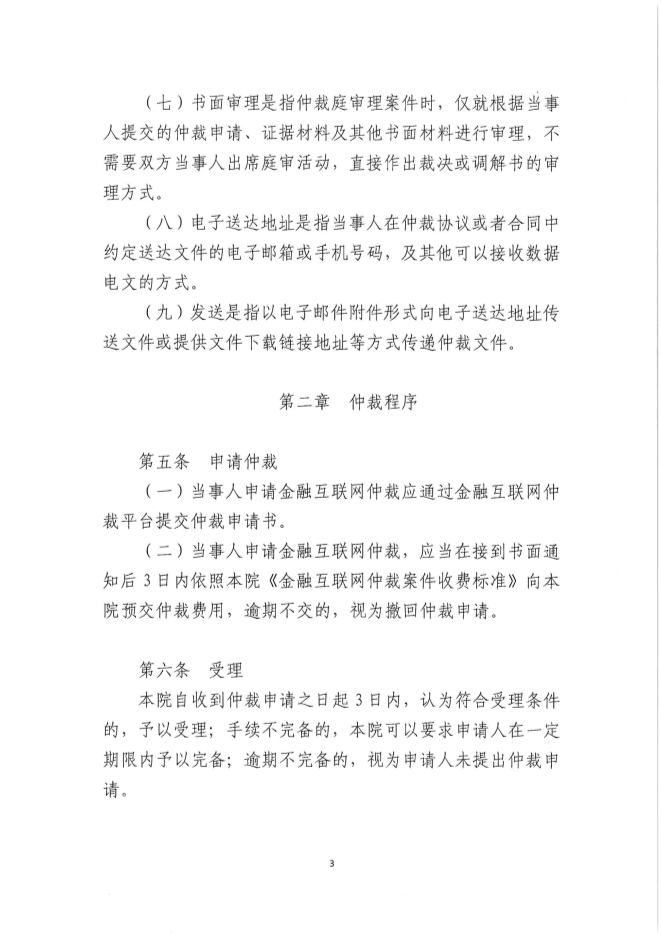 （七）书面审理是指仲裁庭审理案件时，仅就根据当事
人提交的仲裁申请、证据材料及其他书面材料进行审理，不
需要双方当事人出席庭审活动，直接作出裁决或调解书的审
理方式。
（八）电子送达地址是指当事人在仲裁协议或者合同中
约定送达文件的电子邮箱或手机号码，及其他可以接收数据
电文的方式。
（九）发送是指以电子邮件附件形式向电子送达地址传
送文件或提供文件下载链接地址等方式传递仲裁文件。
第二章　仲裁程序
第五条　申请仲裁
（一）当事人申请金融互联网仲裁应通过金融互联网仲
裁平台提交仲裁申请书。
（二）当事人申请金融互联网仲裁，应当在接到书面通
知后 3 日内依照本院《金融互联网仲裁案件收费标准》向本
院预交仲裁费用，逾期不交的，视为撤回仲裁申请。
第六条　受理
本院自收到仲裁申请之日起 3 日内，认为符合受理条件
的，予以受理；手续不完备的，本院可以要求申请人在一定
期限内予以完备；逾期不完备的，视为申请人未提出仲裁申
请。
3